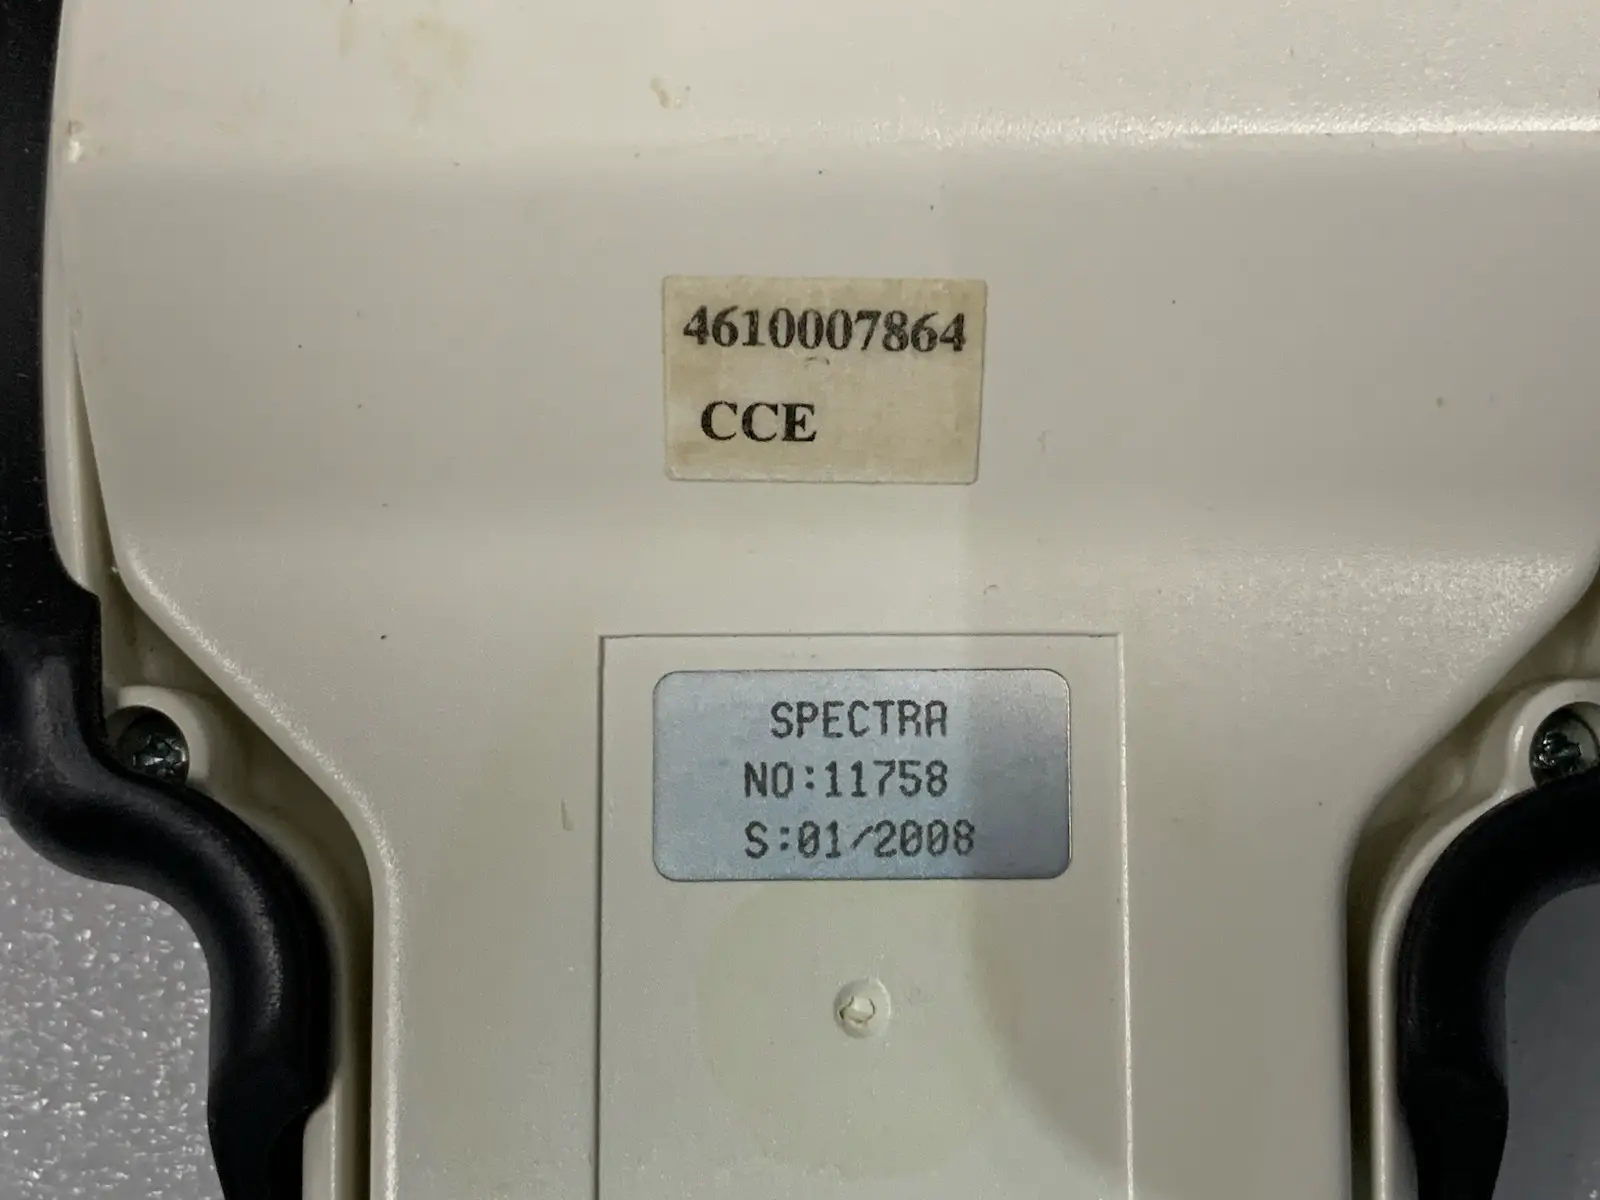 4610007864
CCE
SPECTRA
NO:11758
S:01/2008